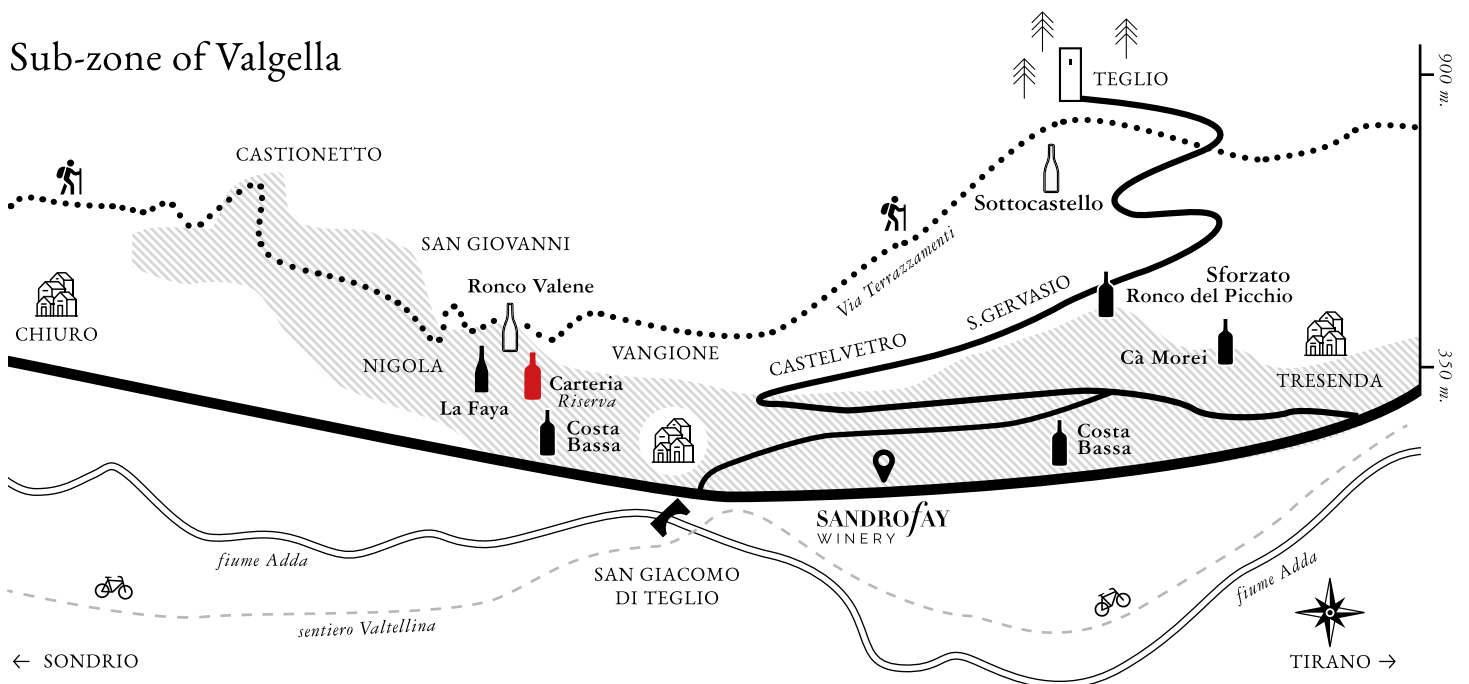 Sub-zone of Valgella
TEGLIO
900 m.
CASTIONETTO
Sottocastello
SAN GIOVANNI
Via Terrazzamenti
Ronco Valene
S.GERVASIO
Sforzato
Ronco del Picchio
CHIURO
NIGOLA
VANGIONE
CASTELVETRO
Cà Morei
350 m.
TRESENDA
Carteria
Riserva
La Faya
Costa
Bassa
Costa
Bassa
SANDROFAY
WINERY
fiume Adda
SAN GIACOMO
DI TEGLIO
fiume Adda
sentiero Valtellina
← SONDRIO
TIRANO →